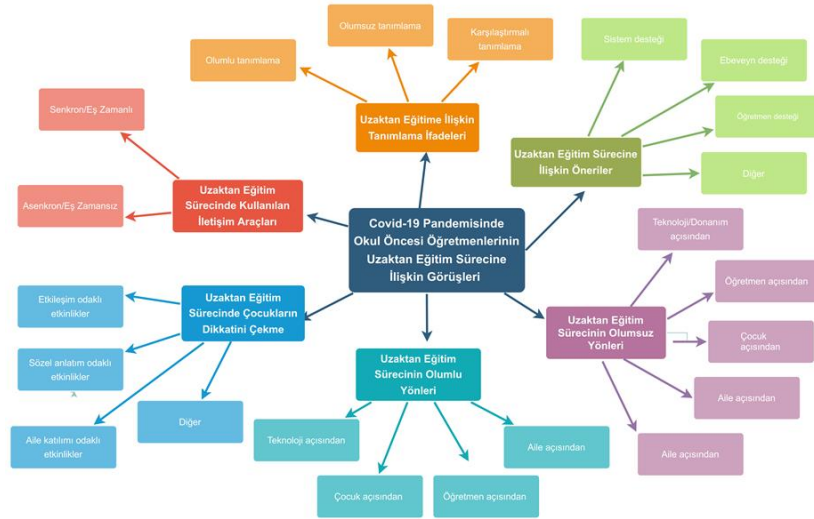 Olumsuz tanımlama
Karşılaştırmalı
tanımlama
Olumlu tanımlama
Sistem desteği
Ebeveyn desteği
Öğretmen desteği
Diğer
Senkron/Eş Zamanlı
Asenkron/Eş Zamansız
Uzaktan Eğitime İlişkin
Tanımlama İfadeleri
Uzaktan Eğitim Sürecine
İlişkin Öneriler
Uzaktan Eğitim
Sürecinde Kullanılan
İletişim Araçları
Covid-19 Pandemisinde
Okul Öncesi Öğretmenlerinin
Uzaktan Eğitim Sürecine
İlişkin Görüşleri
Teknoloji/Donanım
açısından
Öğretmen açısından
Çocuk
açısından
Aile açısından
Aile açısından
Uzaktan Eğitim
Sürecinin Olumsuz
Yönleri
Uzaktan Eğitim
Sürecinde Çocukların
Dikkatini Çekme
Etkileşim odaklı
etkinlikler
Sözel anlatım odaklı
etkinlikler
Aile katılımı odaklı
etkinlikler
Diğer
Uzaktan Eğitim
Sürecinin Olumlu
Yönleri
Teknoloji açısından
Çocuk açısından
Öğretmen açısından
Aile açısından